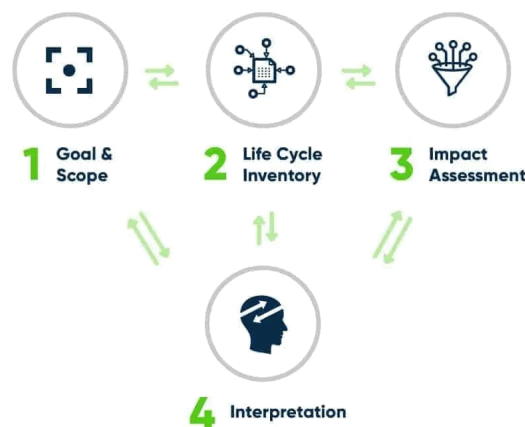 1 Goal &
Scope
2 Life Cycle
Inventory
3 Impact
Assessment
4 Interpretation